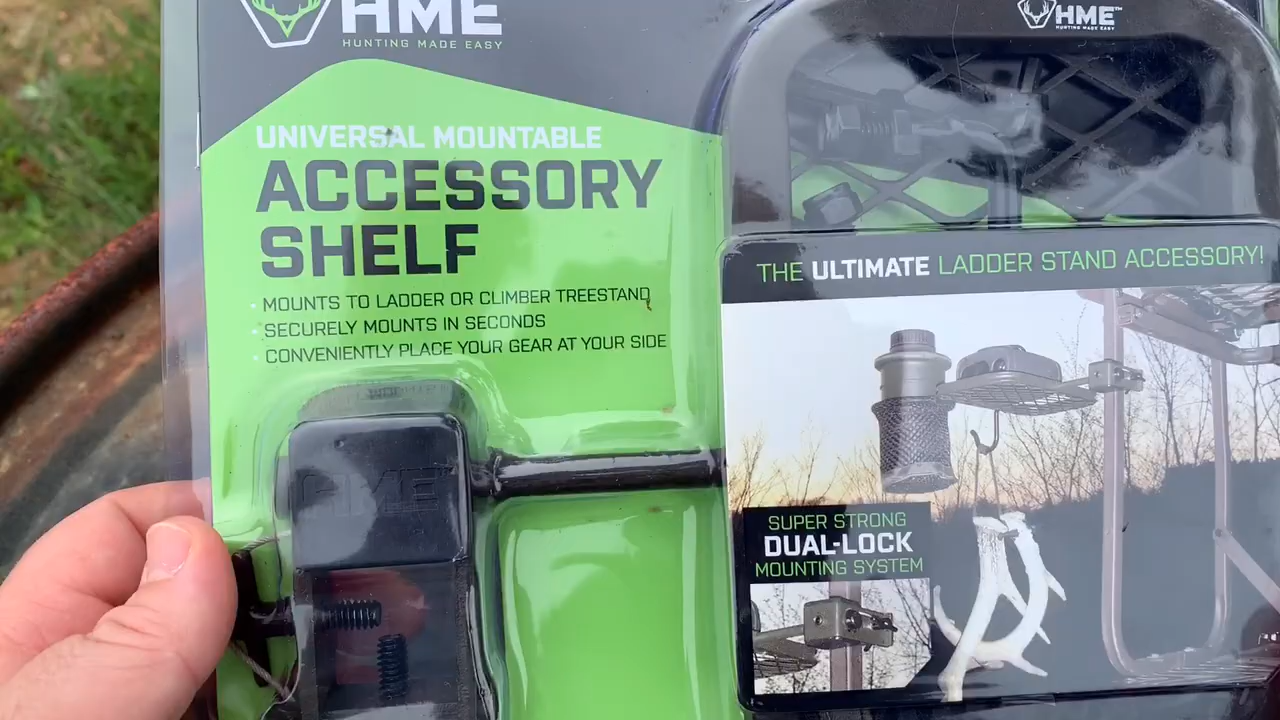 HME
HUNTING MADE EASY
UNIVERSAL MOUNTABLE
ACCESSORY
SHELF
• MOUNTS TO LADDER OR CLIMBER TREESTAND
• SECURELY MOUNTS IN SECONDS
• CONVENIENTLY PLACE YOUR GEAR AT YOUR SIDE
HME
HME™
HUNTING MADE EASY
THE ULTIMATE LADDER STAND ACCESSORY!
SUPER STRONG
DUAL-LOCK
MOUNTING SYSTEM